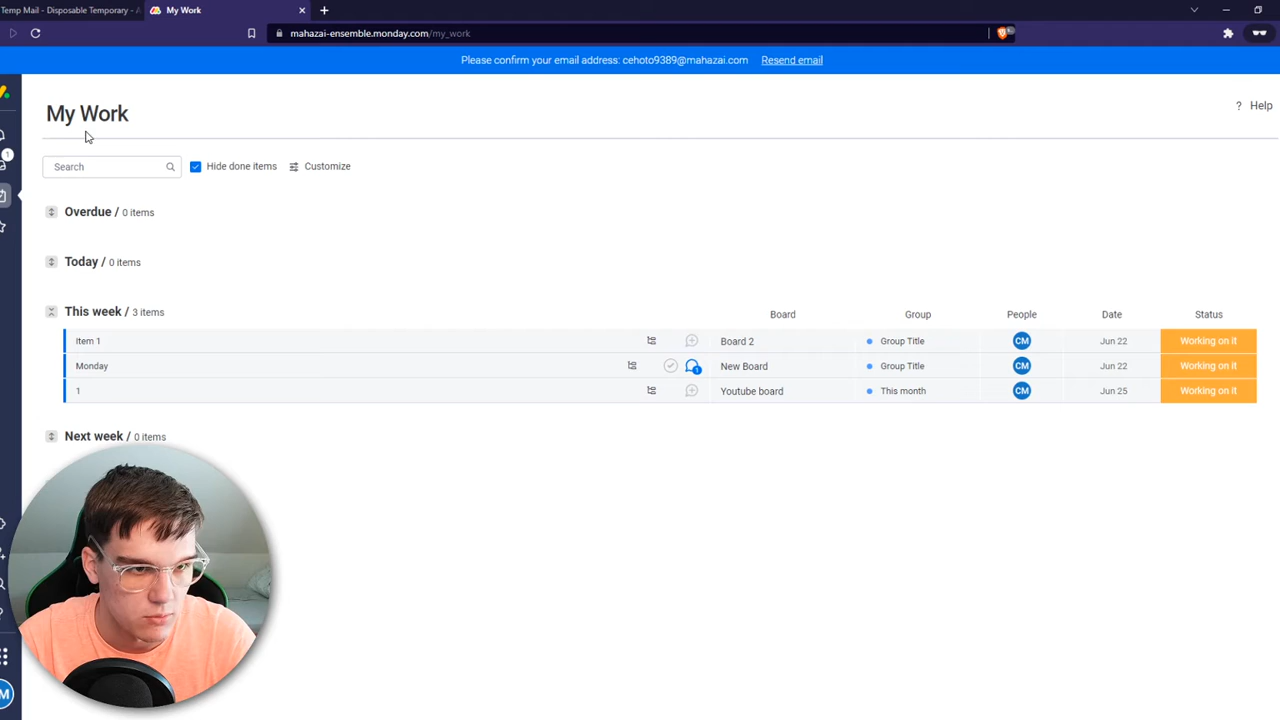 Temp Mail - Disposable Temporary -
My Work
mahazai-ensemble.monday.com/my_work
Please confirm your email address: cehoto9389@mahazai.com Resend email
My Work
? Help
1
Search
Hide done items
Customize
Overdue / 0 items
Today / 0 items
This week / 3 items
Board Group People Date Status
Item 1 Board 2 Group Title CM Jun 22 Working on it
Monday 1 New Board Group Title CM Jun 22 Working on it
1 Youtube board This month CM Jun 25 Working on it
Next week / 0 items